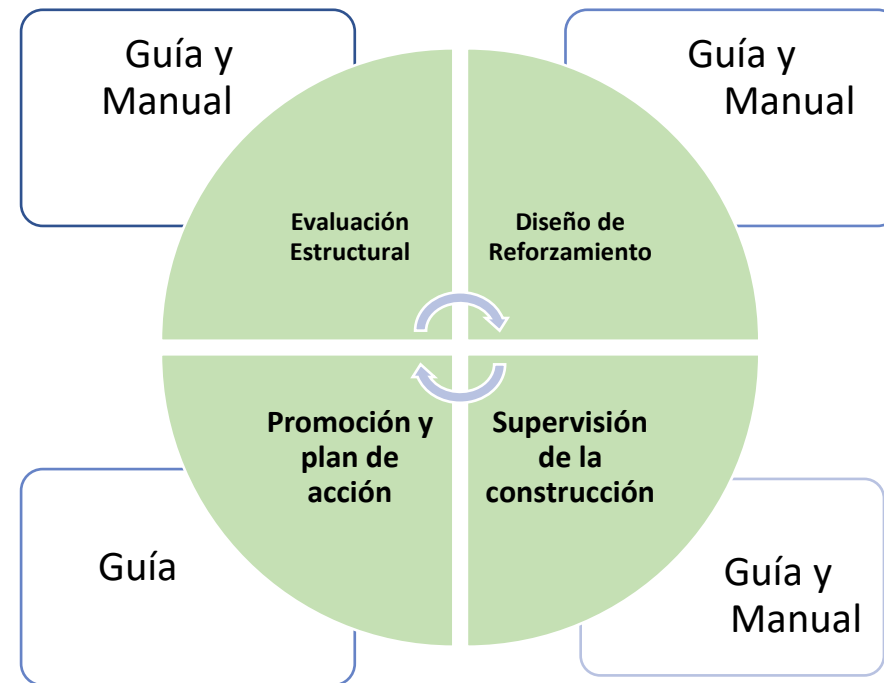 Guía y
Manual
Guía y
Manual
Evaluación
Estructural
Diseño de
Reforzamiento
Promoción y
plan de
acción
Supervisión
de la
construcción
Guía
Guía y
Manual